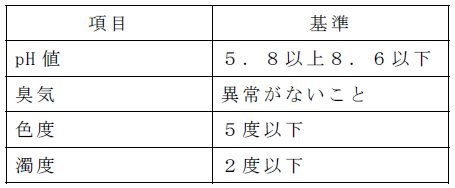 項目 基準
pH値 ５．８以上８．６以下
臭気 異常がないこと
色度 ５度以下
濁度 ２度以下